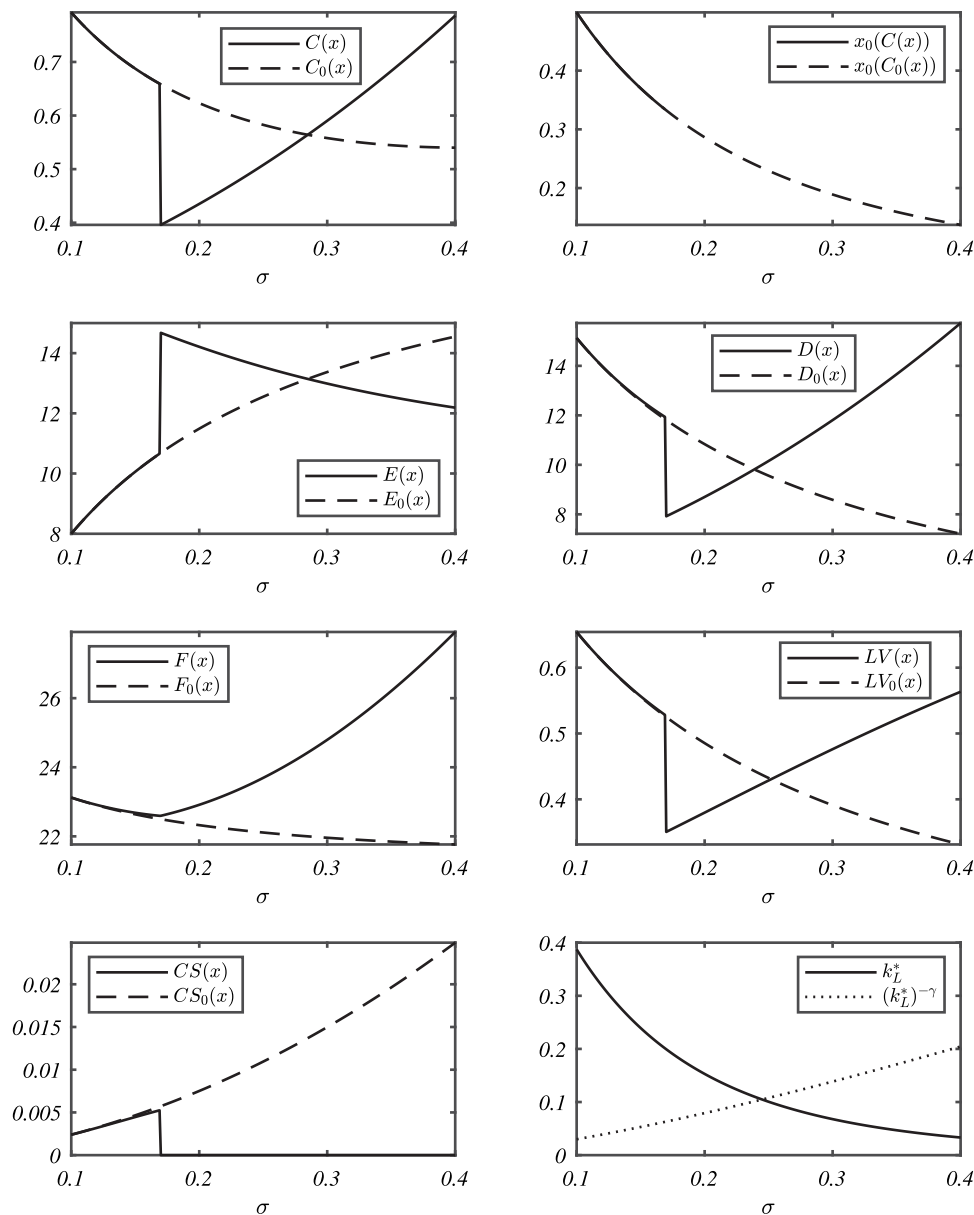 C(x)
C₀(x)
0.7
0.6
0.5
0.4
0.1
0.2
0.3
0.4
σ
x₀(C(x))
x₀(C₀(x))
0.4
0.3
0.2
0.1
0.2
0.3
0.4
σ
E(x)
E₀(x)
14
12
10
8
0.1
0.2
0.3
0.4
σ
D(x)
D₀(x)
14
12
10
8
0.1
0.2
0.3
0.4
σ
F(x)
F₀(x)
26
24
22
0.1
0.2
0.3
0.4
σ
LV(x)
LV₀(x)
0.6
0.5
0.4
0.1
0.2
0.3
0.4
σ
CS(x)
CS₀(x)
0.02
0.015
0.01
0.005
0
0.1
0.2
0.3
0.4
σ
k*_L
(k*_L)^{-γ}
0.4
0.3
0.2
0.1
0
0.1
0.2
0.3
0.4
σ